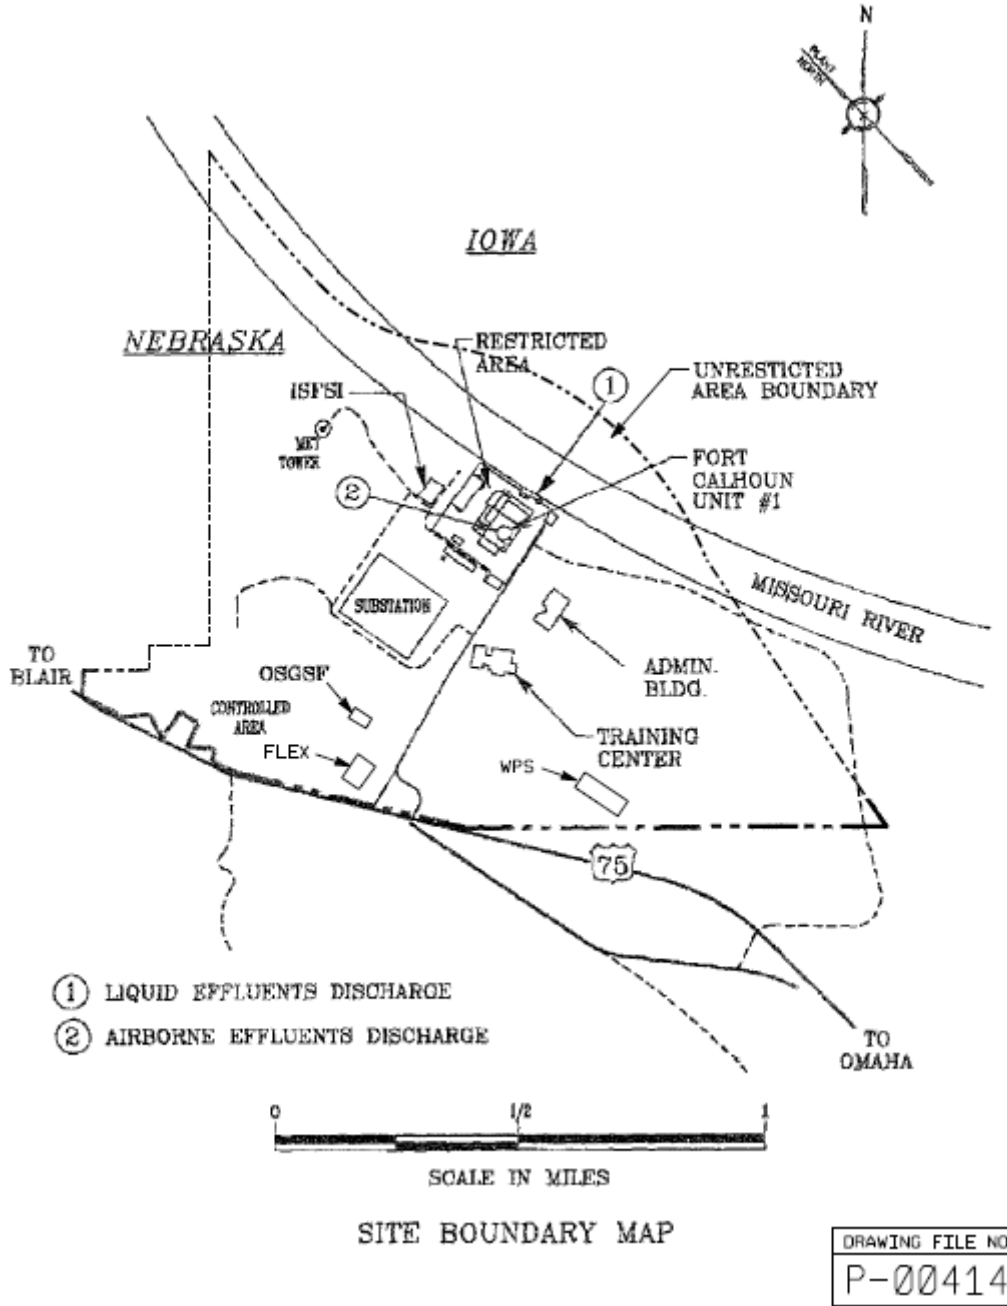 N
PLANT
NORTH
IOWA
NEBRASKA
RESTRICTED
AREA
1
UNRESTICTED
AREA BOUNDARY
ISFSI
MET
TOWER
2
FORT
CALHOUN
UNIT #1
MISSOURI RIVER
SUBSTATION
TO
BLAIR
OSGSF
ADMIN.
BLDG.
CONTROLLED
AREA
FLEX
TRAINING
CENTER
WPS
75
1 LIQUID EFFLUENTS DISCHARGE
2 AIRBORNE EFFLUENTS DISCHARGE
TO
OMAHA
0 1/2 1
SCALE IN MILES
SITE BOUNDARY MAP
DRAWING FILE NO
P-00414